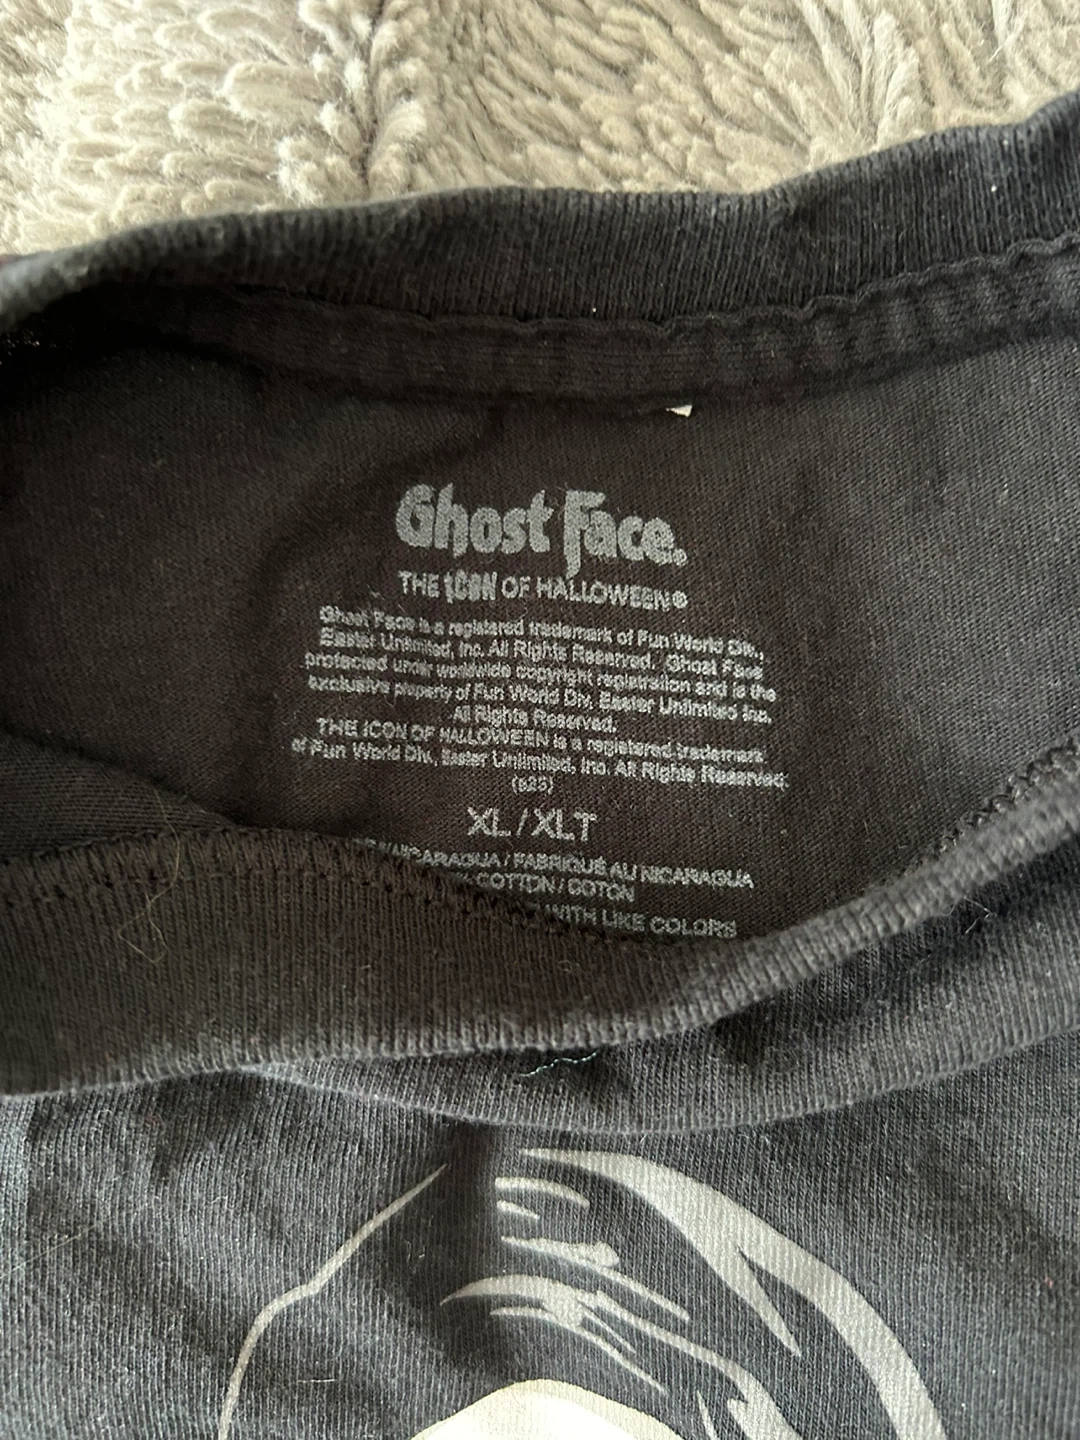 Ghost Face®
THE ICON OF HALLOWEEN®
Ghost Face is a registered trademark of Fun World Div.,
Easter Unlimited, Inc. All Rights Reserved. Ghost Face
protected under worldwide copyright registration and is the
exclusive property of Fun World Div. Easter Unlimited Inc.
All Rights Reserved.
THE ICON OF HALLOWEEN is a registered trademark
of Fun World Div., Easter Unlimited, Inc. All Rights Reserved.
(s23)
XL/XLT
NICARAGUA / FABRIQUÉ AU NICARAGUA
% COTTON / COTON
WITH LIKE COLORS